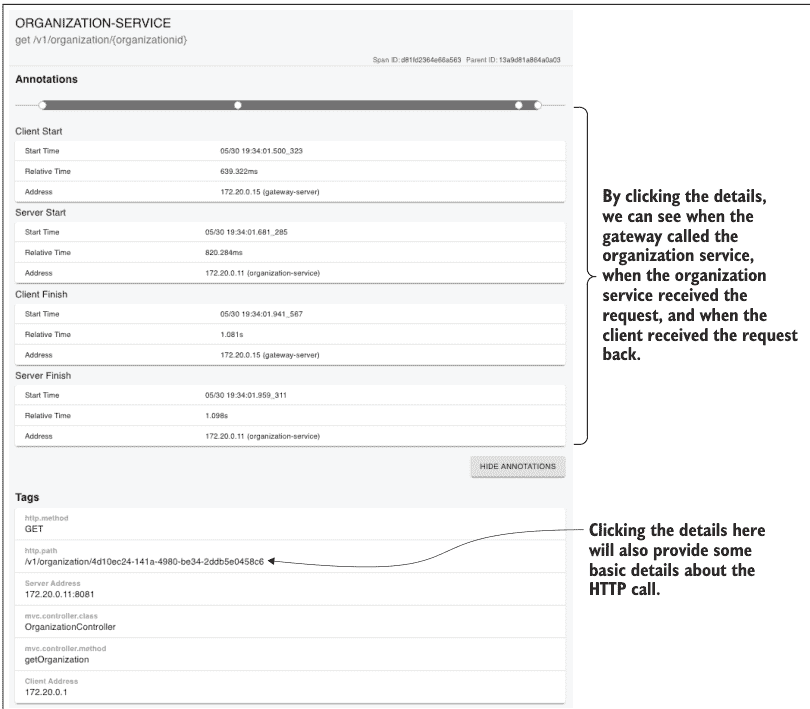 ORGANIZATION-SERVICE
get /v1/organization/{organizationid}
Span ID: d81fd2364e66a563 Parent ID: 13a9d81a864a0a03
Annotations
Client Start
Start Time 05/30 19:34:01.500_323
Relative Time 639.322ms
Address 172.20.0.15 (gateway-server)
Server Start
Start Time 05/30 19:34:01.681_285
Relative Time 820.284ms
Address 172.20.0.11 (organization-service)
Client Finish
Start Time 05/30 19:34:01.941_567
Relative Time 1.081s
Address 172.20.0.15 (gateway-server)
Server Finish
Start Time 05/30 19:34:01.959_311
Relative Time 1.098s
Address 172.20.0.11 (organization-service)
HIDE ANNOTATIONS
By clicking the details,
we can see when the
gateway called the
organization service,
when the organization
service received the
request, and when the
client received the request
back.
Tags
http.method
GET
http.path
/v1/organization/4d10ec24-141a-4980-be34-2ddb5e0458c6
Server Address
172.20.0.11:8081
mvc.controller.class
OrganizationController
mvc.controller.method
getOrganization
Client Address
172.20.0.1
Clicking the details here
will also provide some
basic details about the
HTTP call.